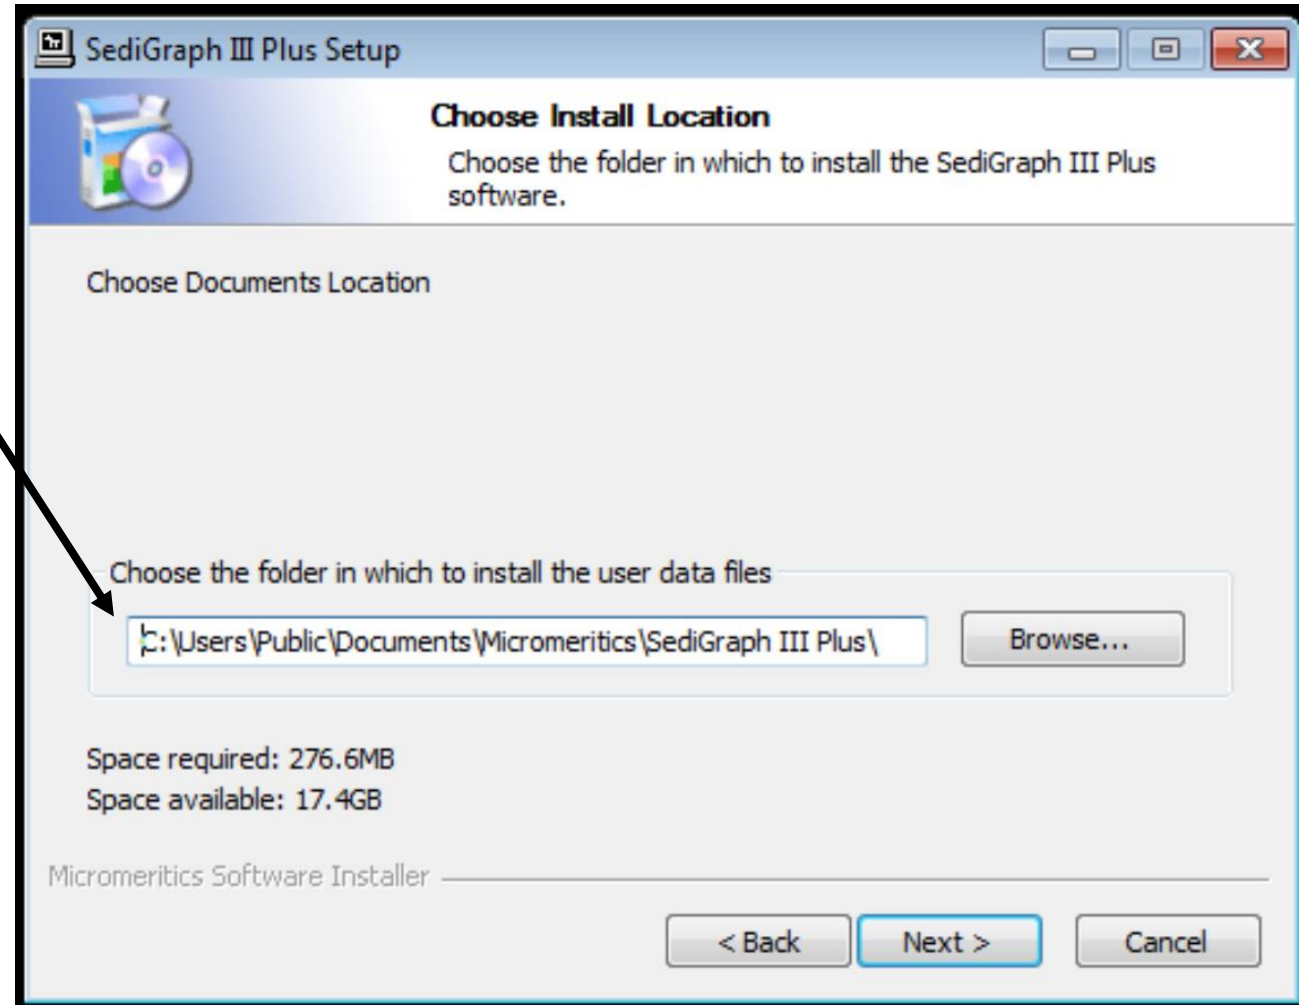 SediGraph III Plus Setup
Choose Install Location
Choose the folder in which to install the SediGraph III Plus
software.
Choose Documents Location
Choose the folder in which to install the user data files
C:\Users\Public\Documents\Micromeritics\SediGraph III Plus\
Browse...
Space required: 276.6MB
Space available: 17.4GB
Micromeritics Software Installer
< Back
Next >
Cancel